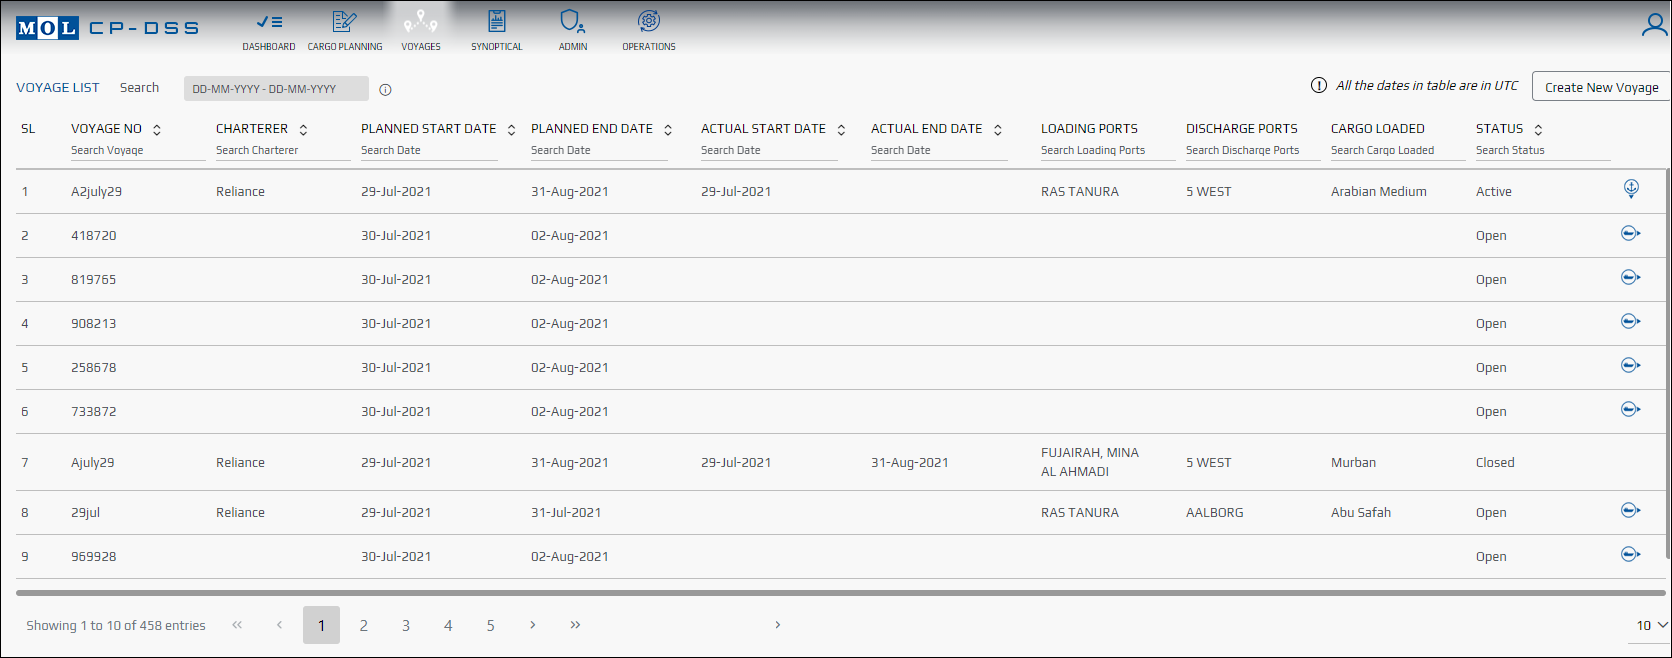 MOL CP-DSS
DASHBOARD CARGO PLANNING VOYAGES SYNOPTICAL ADMIN OPERATIONS
VOYAGE LIST Search DD-MM-YYYY - DD-MM-YYYY All the dates in table are in UTC Create New Voyage
SL VOYAGE NO CHARTERER PLANNED START DATE PLANNED END DATE ACTUAL START DATE ACTUAL END DATE LOADING PORTS DISCHARGE PORTS CARGO LOADED STATUS
Search Voyage Search Charterer Search Date Search Date Search Date Search Date Search Loading Ports Search Discharge Ports Search Cargo Loaded Search Status
1 A2july29 Reliance 29-Jul-2021 31-Aug-2021 29-Jul-2021 RAS TANURA 5 WEST Arabian Medium Active
2 418720 30-Jul-2021 02-Aug-2021 Open
3 819765 30-Jul-2021 02-Aug-2021 Open
4 908213 30-Jul-2021 02-Aug-2021 Open
5 258678 30-Jul-2021 02-Aug-2021 Open
6 733872 30-Jul-2021 02-Aug-2021 Open
7 Ajuly29 Reliance 29-Jul-2021 31-Aug-2021 29-Jul-2021 31-Aug-2021 FUJAIRAH, MINA AL AHMADI 5 WEST Murban Closed
8 29jul Reliance 29-Jul-2021 31-Jul-2021 RAS TANURA AALBORG Abu Safah Open
9 969928 30-Jul-2021 02-Aug-2021 Open
Showing 1 to 10 of 458 entries « ‹ 1 2 3 4 5 › » › 10